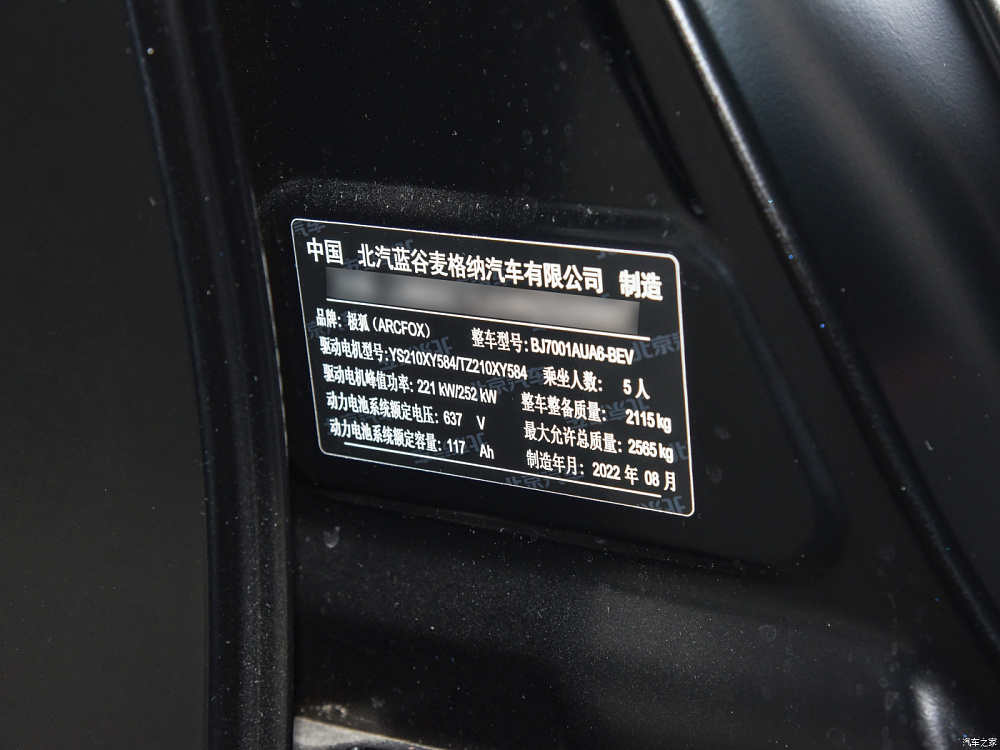 中国 北汽蓝谷麦格纳汽车有限公司 制造
品牌：极狐（ARCFOX） 整车型号：BJ7001AUA6-BEV
驱动电机型号：YS210XY584/TZ210XY584 乘坐人数： 5 人
驱动电机峰值功率：221 kW/252 kW 整车整备质量： 2115 kg
动力电池系统额定电压：637 V 最大允许总质量：2565 kg
动力电池系统额定容量：117 Ah 制造年月：2022 年 08 月
汽车之家